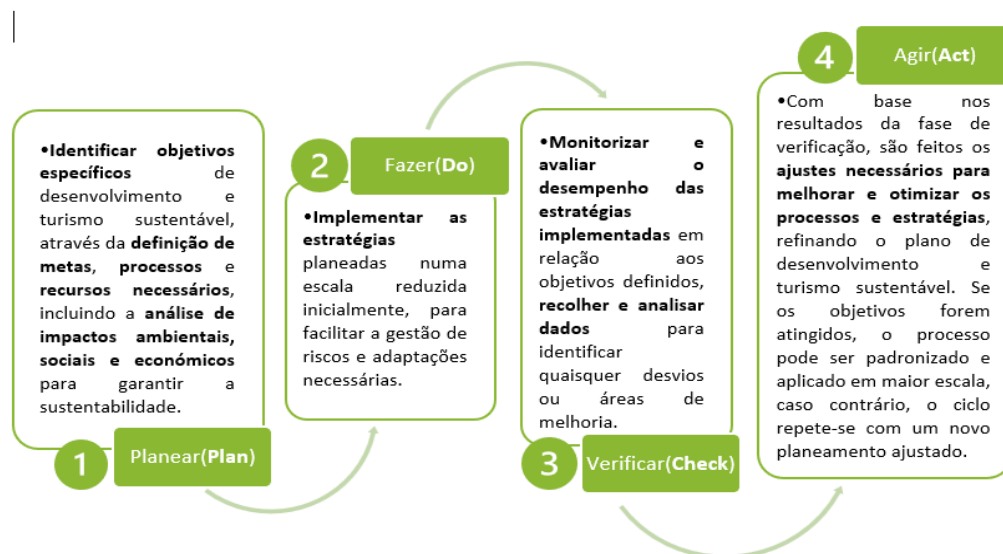 •Identificar objetivos
específicos de
desenvolvimento e
turismo sustentável,
através da definição de
metas, processos e
recursos necessários,
incluindo a análise de
impactos ambientais,
sociais e económicos
para garantir a
sustentabilidade.
1
Planear(Plan)
2
Fazer(Do)
•Implementar as
estratégias
planeadas numa
escala reduzida
inicialmente, para
facilitar a gestão de
riscos e adaptações
necessárias.
•Monitorizar e
avaliar o
desempenho das
estratégias
implementadas em
relação aos
objetivos definidos,
recolher e analisar
dados para
identificar
quaisquer desvios
ou áreas de
melhoria.
3
Verificar(Check)
4
Agir(Act)
•Com base nos
resultados da fase de
verificação, são feitos os
ajustes necessários para
melhorar e otimizar os
processos e estratégias,
refinando o plano de
desenvolvimento e
turismo sustentável. Se
os objetivos forem
atingidos, o processo
pode ser padronizado e
aplicado em maior escala,
caso contrário, o ciclo
repete-se com um novo
planeamento ajustado.